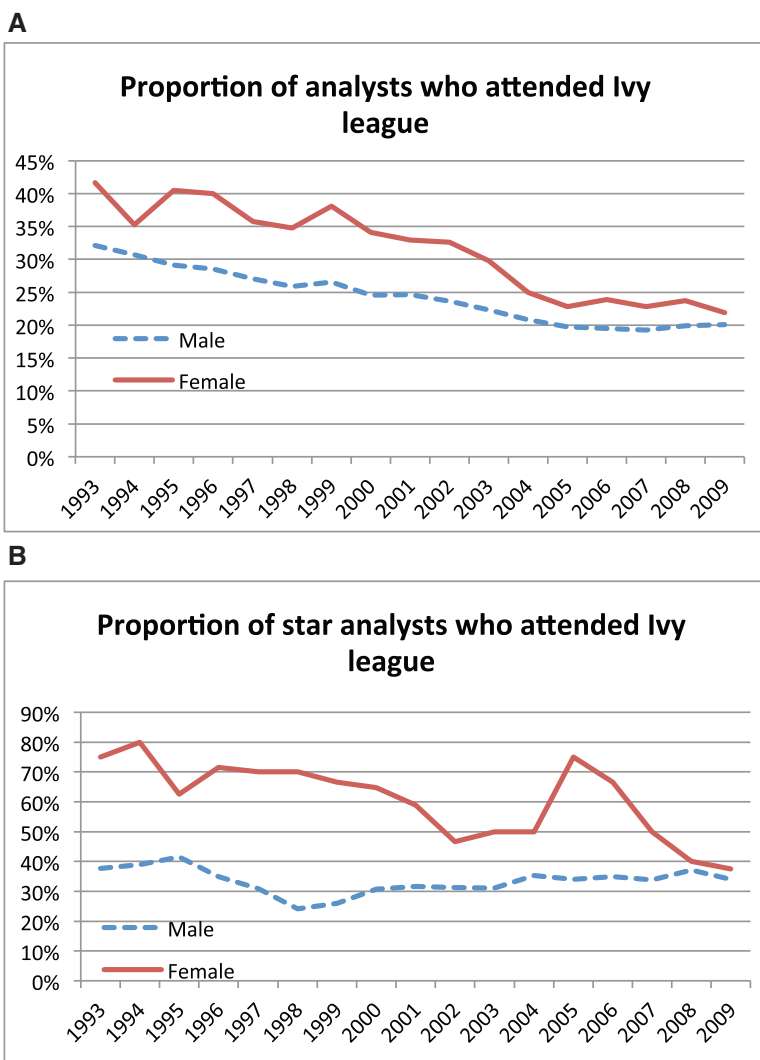 A
Proportion of analysts who attended Ivy
league
45%
40%
35%
30%
25%
20%
15%
10%
5%
0%
Male
Female
1993 1994 1995 1996 1997 1998 1999 2000 2001 2002 2003 2004 2005 2006 2007 2008 2009
B
Proportion of star analysts who attended Ivy
league
90%
80%
70%
60%
50%
40%
30%
20%
10%
0%
Male
Female
1993 1994 1995 1996 1997 1998 1999 2000 2001 2002 2003 2004 2005 2006 2007 2008 2009